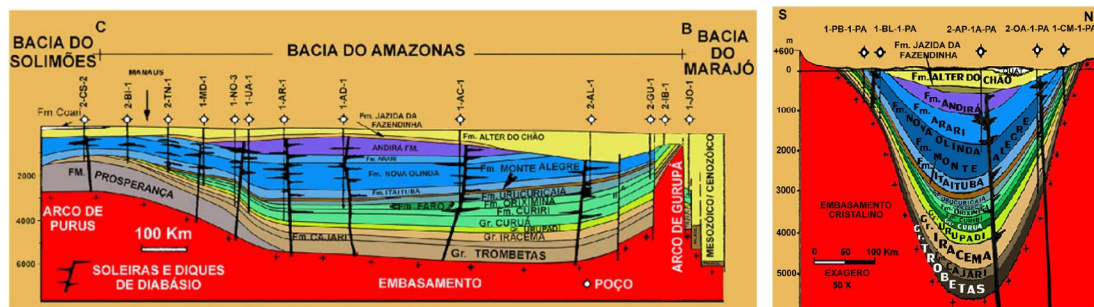 C
B
BACIA DO
SOLIMÕES
BACIA DO AMAZONAS
BACIA
DO
MARAJÓ
MANAUS
2-CS-2
2-BI-1
2-TN-1
1-MD-1
1-NO-3
1-UA-1
1-AR-1
1-AD-1
1-AC-1
2-AL-1
2-GU-1
2-IB-1
1-JO-1
Fm. Coari
Fm. JAZIDA DA
FAZENDINHA
Fm. ALTER DO CHÃO
ANDIRÁ FM.
Fm. ARARI
Fm. NOVA OLINDA
Fm. MONTE ALEGRE
Fm. ITAITUBA
Fm. URUCURICAIA
Fm. ORIXIMINA
Fm. FARO
Fm. CURIRI
Gr. CURUÁ
Gr. URUPADI
Gr. IRACEMA
Fm. CAJARI
Gr. TROMBETAS
FM. PROSPERANÇA
2000
4000
6000
ARCO DE
PURUS
100 Km
SOLEIRAS E DIQUES
DE DIABÁSIO
EMBASAMENTO
POÇO
ARCO DE GURUPÁ
MESOZÓICO / CENOZÓICO
S
N
1-PB-1-PA
1-BL-1-PA
2-AP-1A-PA
2-OA-1-PA
1-CM-1-PA
m
+600
0
1000
2000
3000
4000
5000
Fm. JAZIDA DA
FAZENDINHA
QUAT.
Fm. ALTER DO CHÃO
Fm. ANDIRÁ
Fm. ARARI
Fm. NOVA OLINDA
Fm. MONTE ALEGRE
ITAITUBA
URUCURICAIA
ORIXIMINA
CURIRI
CURUÁ
Gr. URUPADI
Gr. IRACEMA
CAJARI
Gr. TROBETAS
EMBASAMENTO
CRISTALINO
0 50 100 Km
EXAGERO
50 X